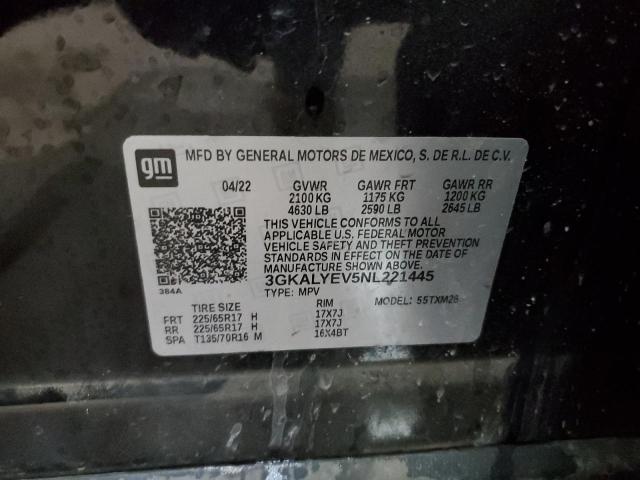 gm MFD BY GENERAL MOTORS DE MEXICO, S. DE R.L. DE C.V.
04/22 GVWR GAWR FRT GAWR RR
2100 KG 1175 KG 1200 KG
4630 LB 2590 LB 2645 LB
THIS VEHICLE CONFORMS TO ALL
APPLICABLE U.S. FEDERAL MOTOR
VEHICLE SAFETY AND THEFT PREVENTION
STANDARDS IN EFFECT ON THE DATE OF
MANUFACTURE SHOWN ABOVE.
3GKALYEV5NL221445
384A TYPE: MPV MODEL: 55TXM26
TIRE SIZE RIM
FRT 225/65R17 H 17X7J
RR 225/65R17 H 17X7J
SPA T135/70R16 M 16X4BT